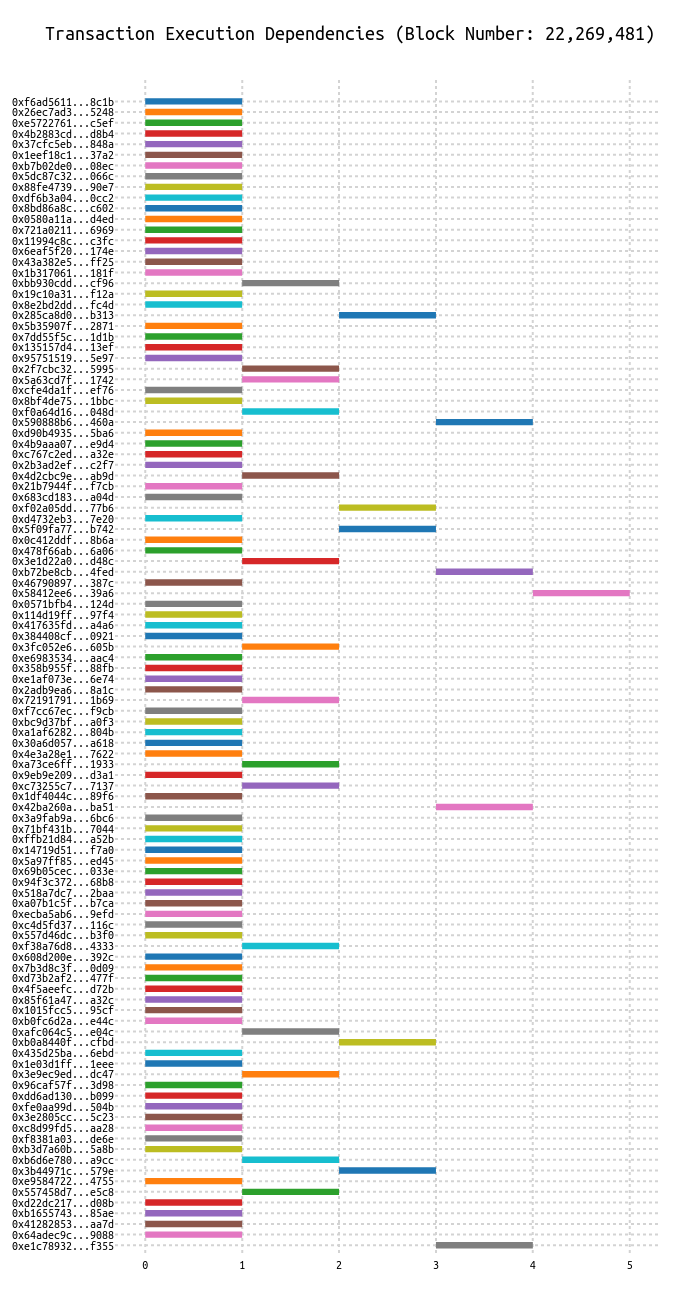 Transaction Execution Dependencies (Block Number: 22,269,481)
0xf6ad5611...8c1b
0x26ec7ad3...5248
0xe5722761...c5ef
0x4b2883cd...d8b4
0x37cfc5eb...848a
0x1eef18c1...37a2
0xb7b02de0...08ec
0x5dc87c32...066c
0x88fe4739...90e7
0xdf6b3a04...0cc2
0x8bd86a8c...c602
0x0580a11a...d4ed
0x721a0211...6969
0x11994c8c...c3fc
0x6eaf5f20...174e
0x43a382e5...ff25
0x1b317061...181f
0xbb930cdd...cf96
0x19c10a31...f12a
0x8e2bd2dd...fc4d
0x285ca8d0...b313
0x5b35907f...2871
0x7dd55f5c...1d1b
0x135157d4...13ef
0x95751519...5e97
0x2f7cbc32...5995
0x5a63cd7f...1742
0xcfe4da1f...ef76
0x8bf4de75...1bbc
0xf0a64d16...048d
0x590888b6...460a
0xd90b4935...5ba6
0x4b9aaa07...e9d4
0xc767c2ed...a32e
0x2b3ad2ef...c2f7
0x4d2cbc9e...ab9d
0x21b7944f...f7cb
0x683cd183...a04d
0xf02a05dd...77b6
0xd4732eb3...7e20
0x5f09fa77...b742
0x0c412ddf...8b6a
0x478f66ab...6a06
0x3e1d22a0...d48c
0xb72be8cb...4fed
0x46790897...387c
0x58412ee6...39a6
0x0571bfb4...124d
0x114d19ff...97f4
0x417635fd...a4a6
0x384408cf...0921
0x3fc052e6...605b
0xe6983534...aac4
0x358b955f...88fb
0xe1af073e...6e74
0x2adb9ea6...8a1c
0x72191791...1b69
0xf7cc67ec...f9cb
0xbc9d37bf...a0f3
0xa1af6282...804b
0x30a6d057...a618
0x4e3a28e1...7622
0xa73ce6ff...1933
0x9eb9e209...d3a1
0xc73255c7...7137
0x1df4044c...89f6
0x42ba260a...ba51
0x3a9fab9a...6bc6
0x71bf431b...7044
0xffb21d84...a52b
0x14719d51...f7a0
0x5a97ff85...ed45
0x69b05cec...033e
0x94f3c372...68b8
0x518a7dc7...2baa
0xa07b1c5f...b7ca
0xecba5ab6...9efd
0xc4d5fd37...116c
0x557d46dc...b3f0
0xf38a76d8...4333
0x608d200e...392c
0x7b3d8c3f...0d09
0xd73b2af2...477f
0x4f5aeefc...d72b
0x85f61a47...a32c
0x1015fcc5...95cf
0xb0fc6d2a...e44c
0xafc064c5...e04c
0xb0a8440f...cfbd
0x435d25ba...6ebd
0x1e03d1ff...1eee
0x3e9ec9ed...dc47
0x96caf57f...3d98
0xdd6ad130...b099
0xfe0aa99d...504b
0x3e2805cc...5c23
0xc8d99fd5...aa28
0xf8381a03...de6e
0xb3d7a60b...5a8b
0xb6d6e780...a9cc
0x3b44971c...579e
0xe9584722...4755
0x557458d7...e5c8
0xd22dc217...d08b
0xb1655743...85ae
0x41282853...aa7d
0x64adec9c...9088
0xe1c78932...f355
0 1 2 3 4 5